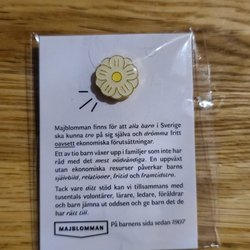 Majblomman finns för att alla barn i Sverige
ska kunna tro på sig själva och drömma fritt
oavsett ekonomiska förutsättningar.
Ett av tio barn växer upp i familjer som inte har
råd med det mest nödvändiga. En uppväxt
utan ekonomiska resurser påverkar barns
självbild, relationer, fritid och framtidstro.
Tack vare ditt stöd kan vi tillsammans med
tusentals volontärer, lärare, ledare, föräldrar
och barn jämna ut oddsen och ge barn det de
har rätt till.
MAJBLOMMAN
På barnens sida sedan 1907